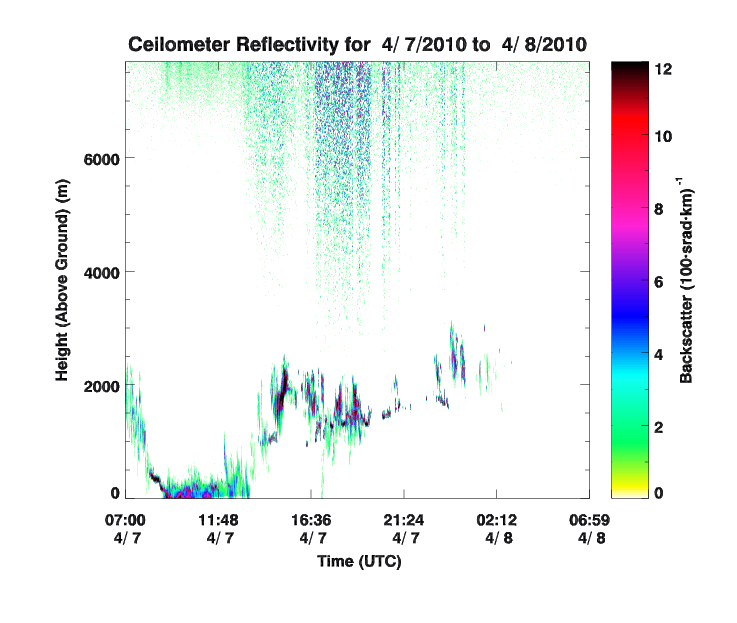 Ceilometer Reflectivity for 4/ 7/2010 to 4/ 8/2010
Height (Above Ground) (m)
6000
4000
2000
0
07:00 11:48 16:36 21:24 02:12 06:59
4/ 7 4/ 7 4/ 7 4/ 7 4/ 8 4/ 8
Time (UTC)
12
10
8
6
4
2
0
Backscatter (100·srad·km)⁻¹